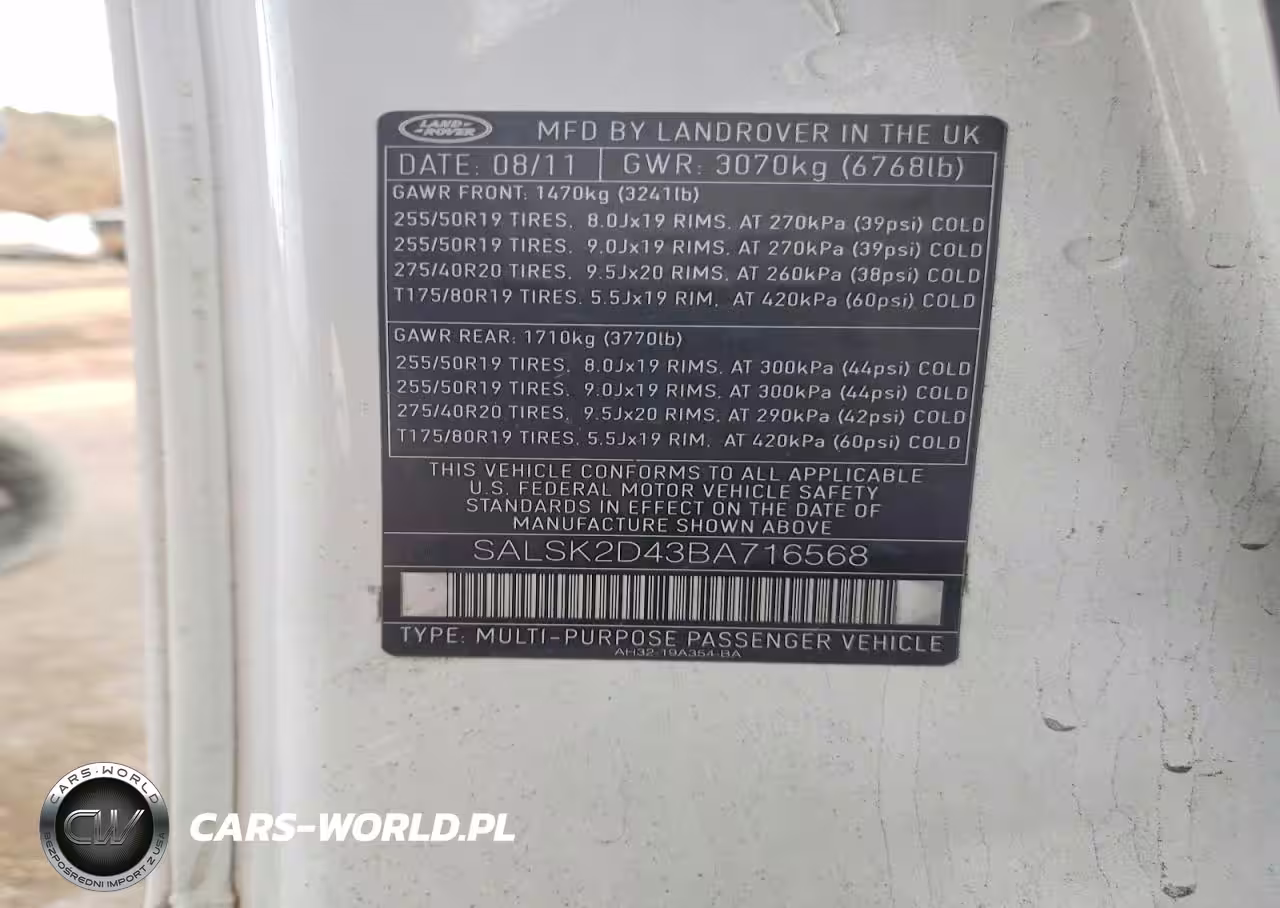 LAND-
ROVER
MFD BY LANDROVER IN THE UK
DATE: 08/11 GWR: 3070kg (6768lb)
GAWR FRONT: 1470kg (3241lb)
255/50R19 TIRES, 8.0Jx19 RIMS, AT 270kPa (39psi) COLD
255/50R19 TIRES, 9.0Jx19 RIMS, AT 270kPa (39psi) COLD
275/40R20 TIRES, 9.5Jx20 RIMS, AT 260kPa (38psi) COLD
T175/80R19 TIRES, 5.5Jx19 RIM, AT 420kPa (60psi) COLD
GAWR REAR: 1710kg (3770lb)
255/50R19 TIRES, 8.0Jx19 RIMS, AT 300kPa (44psi) COLD
255/50R19 TIRES, 9.0Jx19 RIMS, AT 300kPa (44psi) COLD
275/40R20 TIRES, 9.5Jx20 RIMS, AT 290kPa (42psi) COLD
T175/80R19 TIRES, 5.5Jx19 RIM, AT 420kPa (60psi) COLD
THIS VEHICLE CONFORMS TO ALL APPLICABLE
U.S. FEDERAL MOTOR VEHICLE SAFETY
STANDARDS IN EFFECT ON THE DATE OF
MANUFACTURE SHOWN ABOVE
SALSK2D43BA716568
TYPE: MULTI-PURPOSE PASSENGER VEHICLE
AH32-19A354-BA
CARS-WORLD
CW
BEZPOŚREDNI IMPORT Z USA
CARS-WORLD.PL